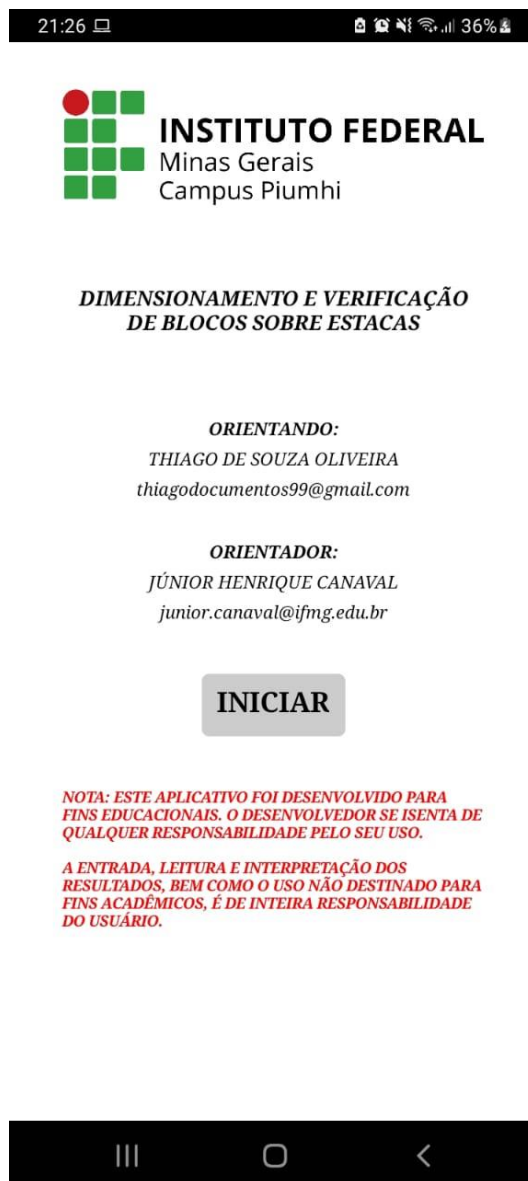 21:26
36%
INSTITUTO FEDERAL
Minas Gerais
Campus Piumhi
DIMENSIONAMENTO E VERIFICAÇÃO
DE BLOCOS SOBRE ESTACAS
ORIENTANDO:
THIAGO DE SOUZA OLIVEIRA
thiagodocumentos99@gmail.com
ORIENTADOR:
JÚNIOR HENRIQUE CANAVAL
junior.canaval@ifmg.edu.br
INICIAR
NOTA: ESTE APLICATIVO FOI DESENVOLVIDO PARA
FINS EDUCACIONAIS. O DESENVOLVEDOR SE ISENTA DE
QUALQUER RESPONSABILIDADE PELO SEU USO.
A ENTRADA, LEITURA E INTERPRETAÇÃO DOS
RESULTADOS, BEM COMO O USO NÃO DESTINADO PARA
FINS ACADÊMICOS, É DE INTEIRA RESPONSABILIDADE
DO USUÁRIO.